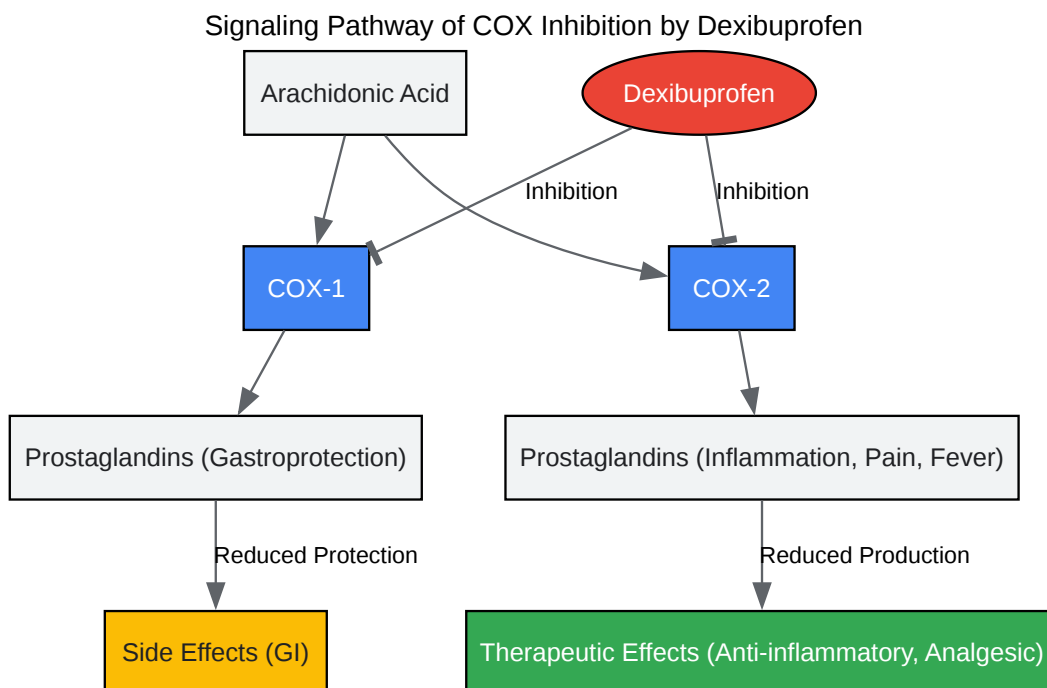 Signaling Pathway of COX Inhibition by Dexibuprofen
Arachidonic Acid
Dexibuprofen
Inhibition
Inhibition
COX-1
COX-2
Prostaglandins (Gastroprotection)
Prostaglandins (Inflammation, Pain, Fever)
Reduced Protection
Reduced Production
Side Effects (GI)
Therapeutic Effects (Anti-inflammatory, Analgesic)